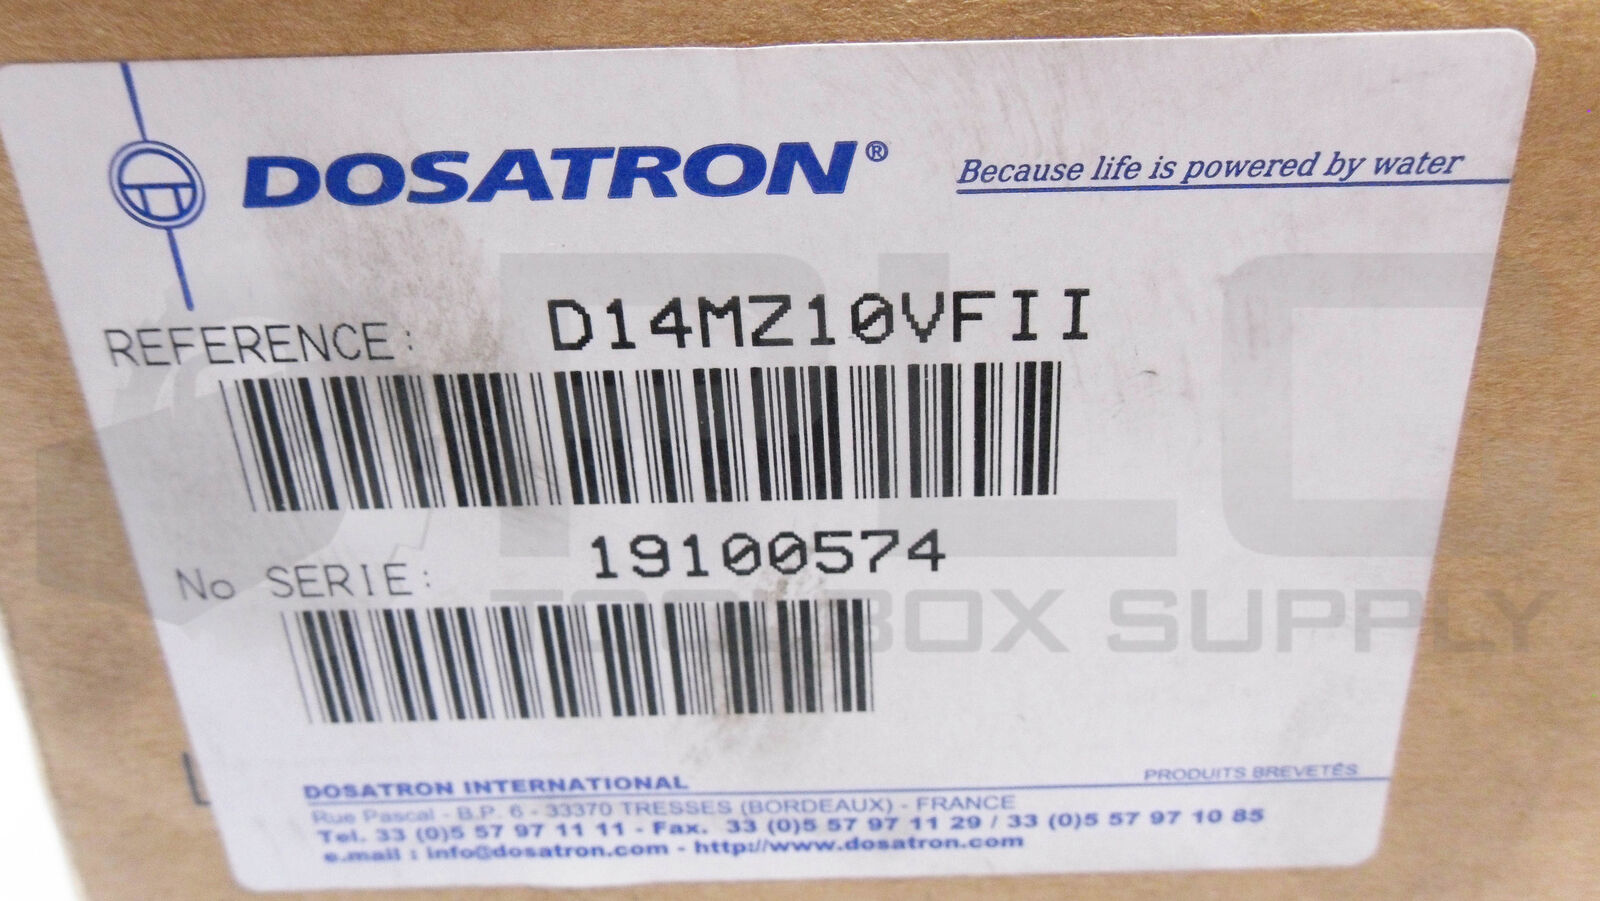 DOSATRON®
Because life is powered by water
REFERENCE: D14MZ10VFII
No SERIE: 19100574
PLC
TOOLBOX SUPPLY
DOSATRON INTERNATIONAL
PRODUITS BREVETÉS
Rue Pascal - B.P. 6 - 33370 TRESSES (BORDEAUX) - FRANCE
Tel. 33 (0)5 57 97 11 11 - Fax. 33 (0)5 57 97 11 29 / 33 (0)5 57 97 10 85
e.mail : info@dosatron.com - http://www.dosatron.com